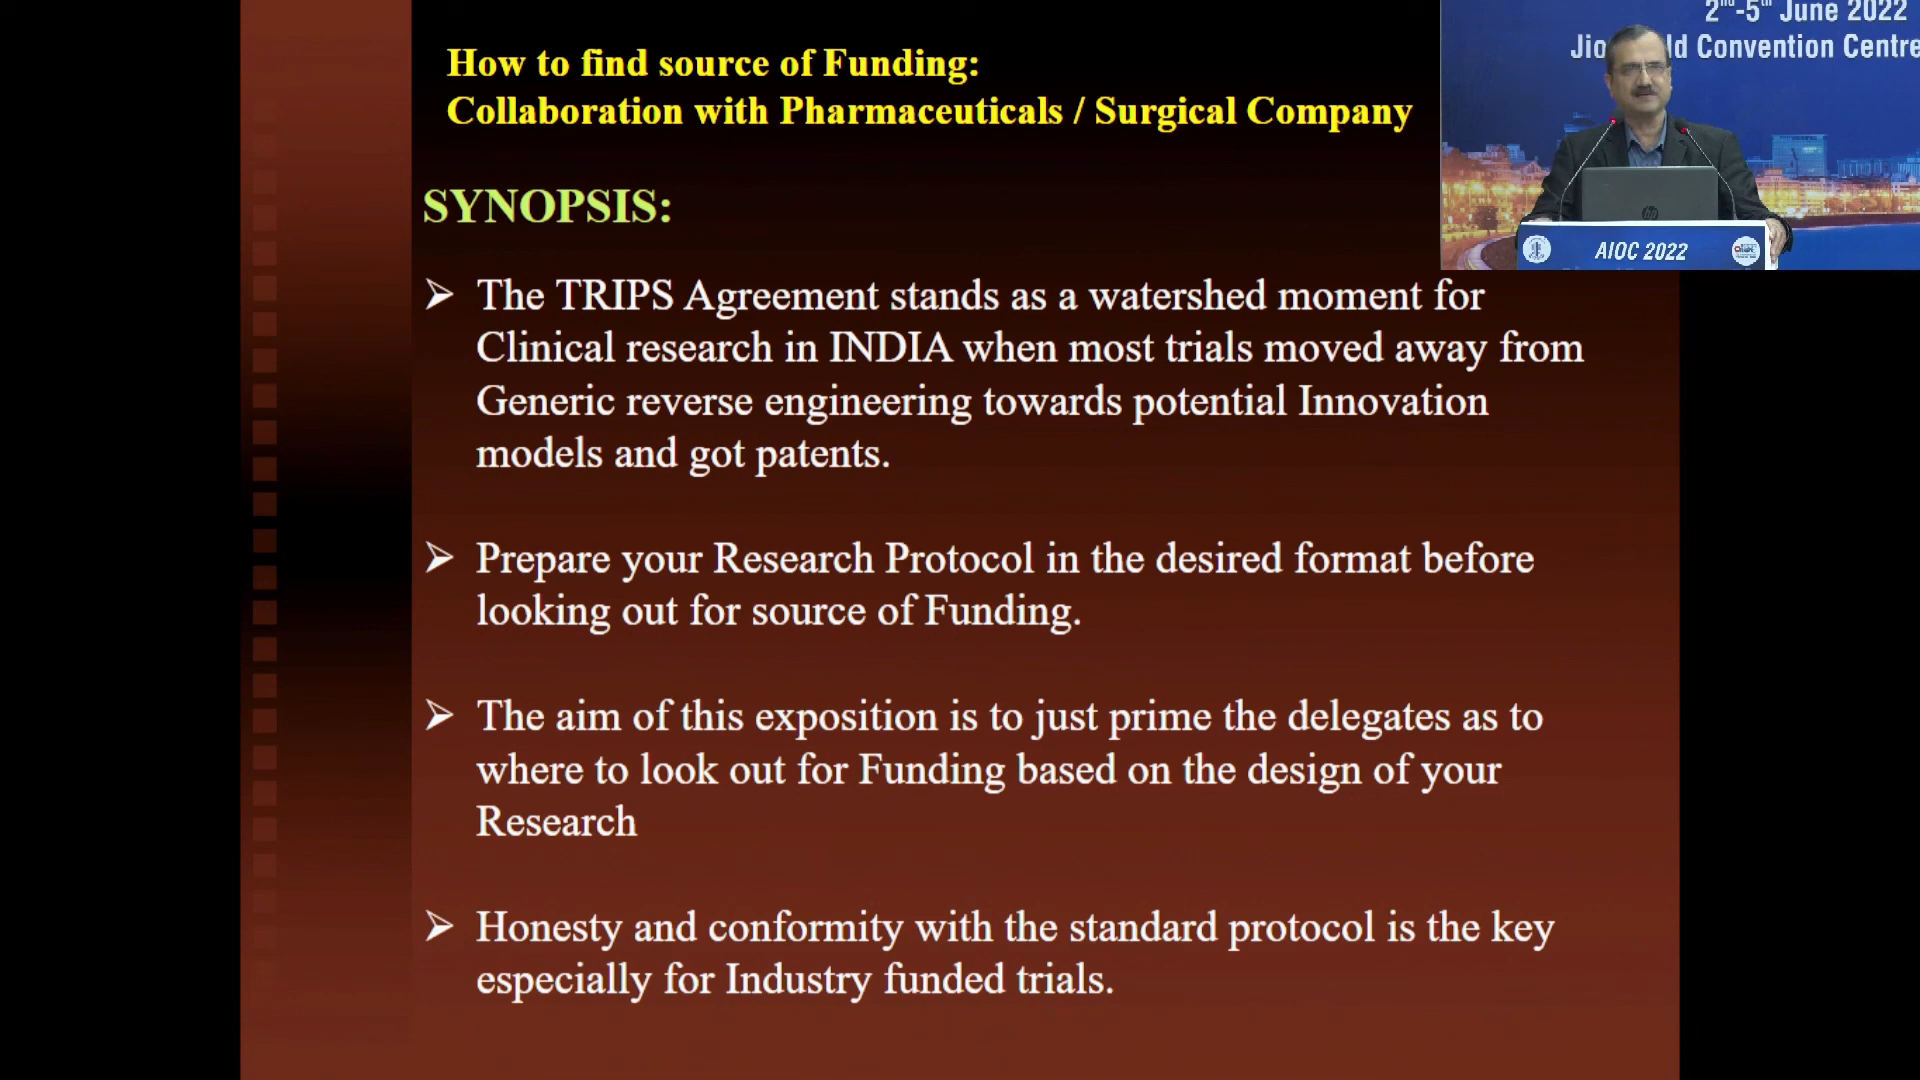 How to find source of Funding:
Collaboration with Pharmaceuticals / Surgical Company
2nd-5th June 2022
Convention Centre
AIOC 2022
SYNOPSIS:
➢ The TRIPS Agreement stands as a watershed moment for
Clinical research in INDIA when most trials moved away from
Generic reverse engineering towards potential Innovation
models and got patents.
➢ Prepare your Research Protocol in the desired format before
looking out for source of Funding.
➢ The aim of this exposition is to just prime the delegates as to
where to look out for Funding based on the design of your
Research
➢ Honesty and conformity with the standard protocol is the key
especially for Industry funded trials.